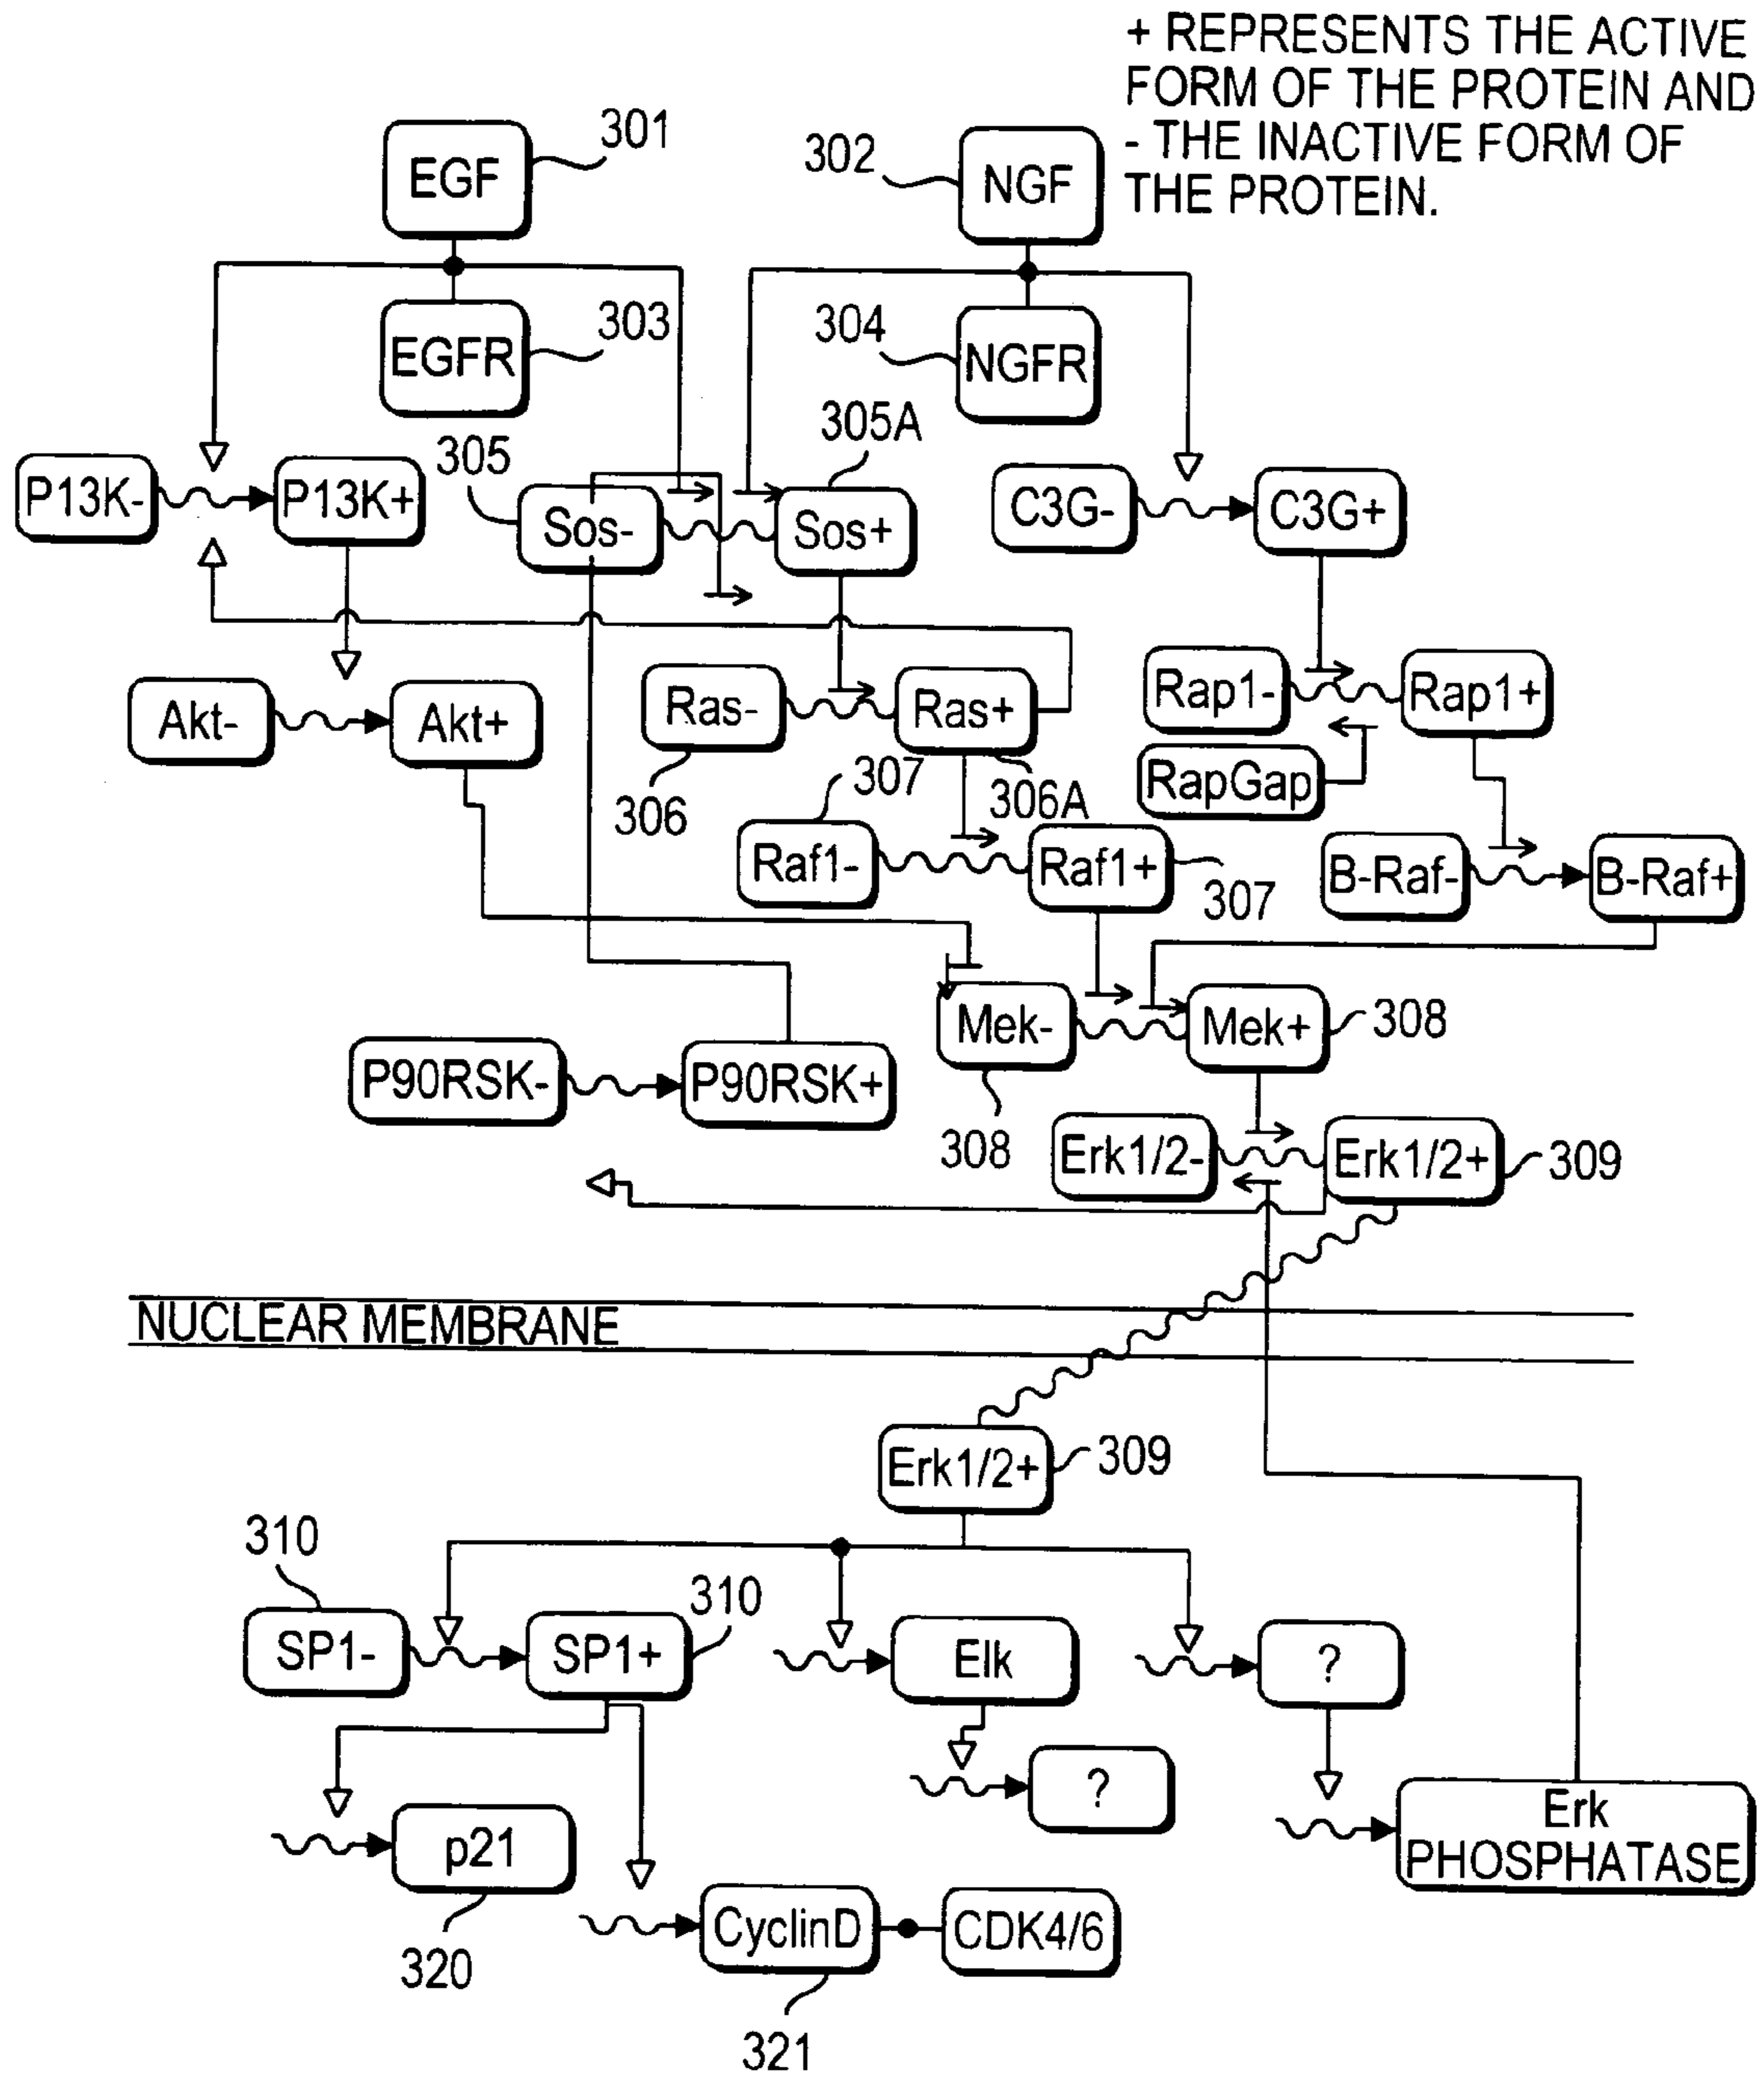 + REPRESENTS THE ACTIVE
FORM OF THE PROTEIN AND
- THE INACTIVE FORM OF
THE PROTEIN.
301
EGF
302
NGF
303
EGFR
304
NGFR
305A
305
P13K-
P13K+
Sos-
Sos+
C3G-
C3G+
Akt-
Akt+
Ras-
Ras+
Rap1-
Rap1+
RapGap
306
307
306A
Raf1-
Raf1+
307
B-Raf-
B-Raf+
Mek-
Mek+
308
P90RSK-
P90RSK+
308
Erk1/2-
Erk1/2+
309
NUCLEAR MEMBRANE
Erk1/2+
309
310
310
SP1-
SP1+
Elk
?
?
p21
Erk
PHOSPHATASE
320
CyclinD
CDK4/6
321